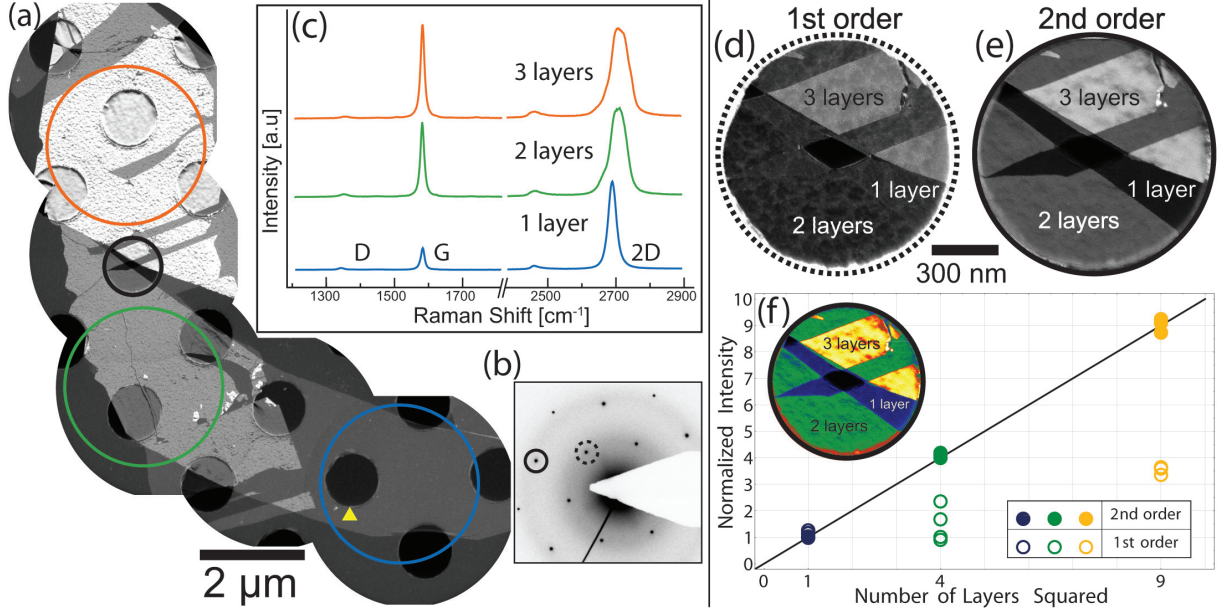 (a)
2 μm
(c)
Intensity [a.u]
3 layers
2 layers
1 layer
D
G
2D
1300
1500
1700
2500
2700
2900
Raman Shift [cm⁻¹]
(b)
1st order
(d)
3 layers
1 layer
2 layers
300 nm
2nd order
(e)
3 layers
1 layer
2 layers
(f)
3 layers
1 layer
2 layers
Normalized Intensity
10
9
8
7
6
5
4
3
2
1
0
0
1
4
9
Number of Layers Squared
2nd order
1st order